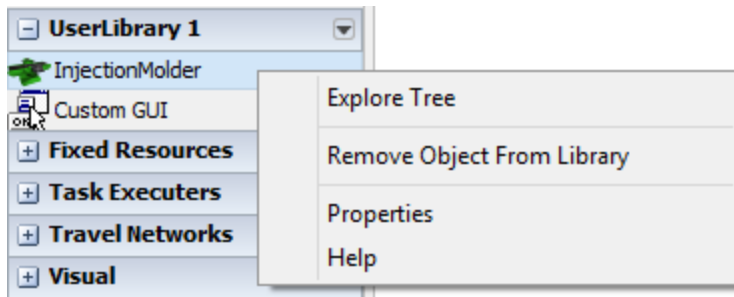 UserLibrary 1
InjectionMolder
Custom GUI
Fixed Resources
Task Executers
Travel Networks
Visual
Explore Tree
Remove Object From Library
Properties
Help